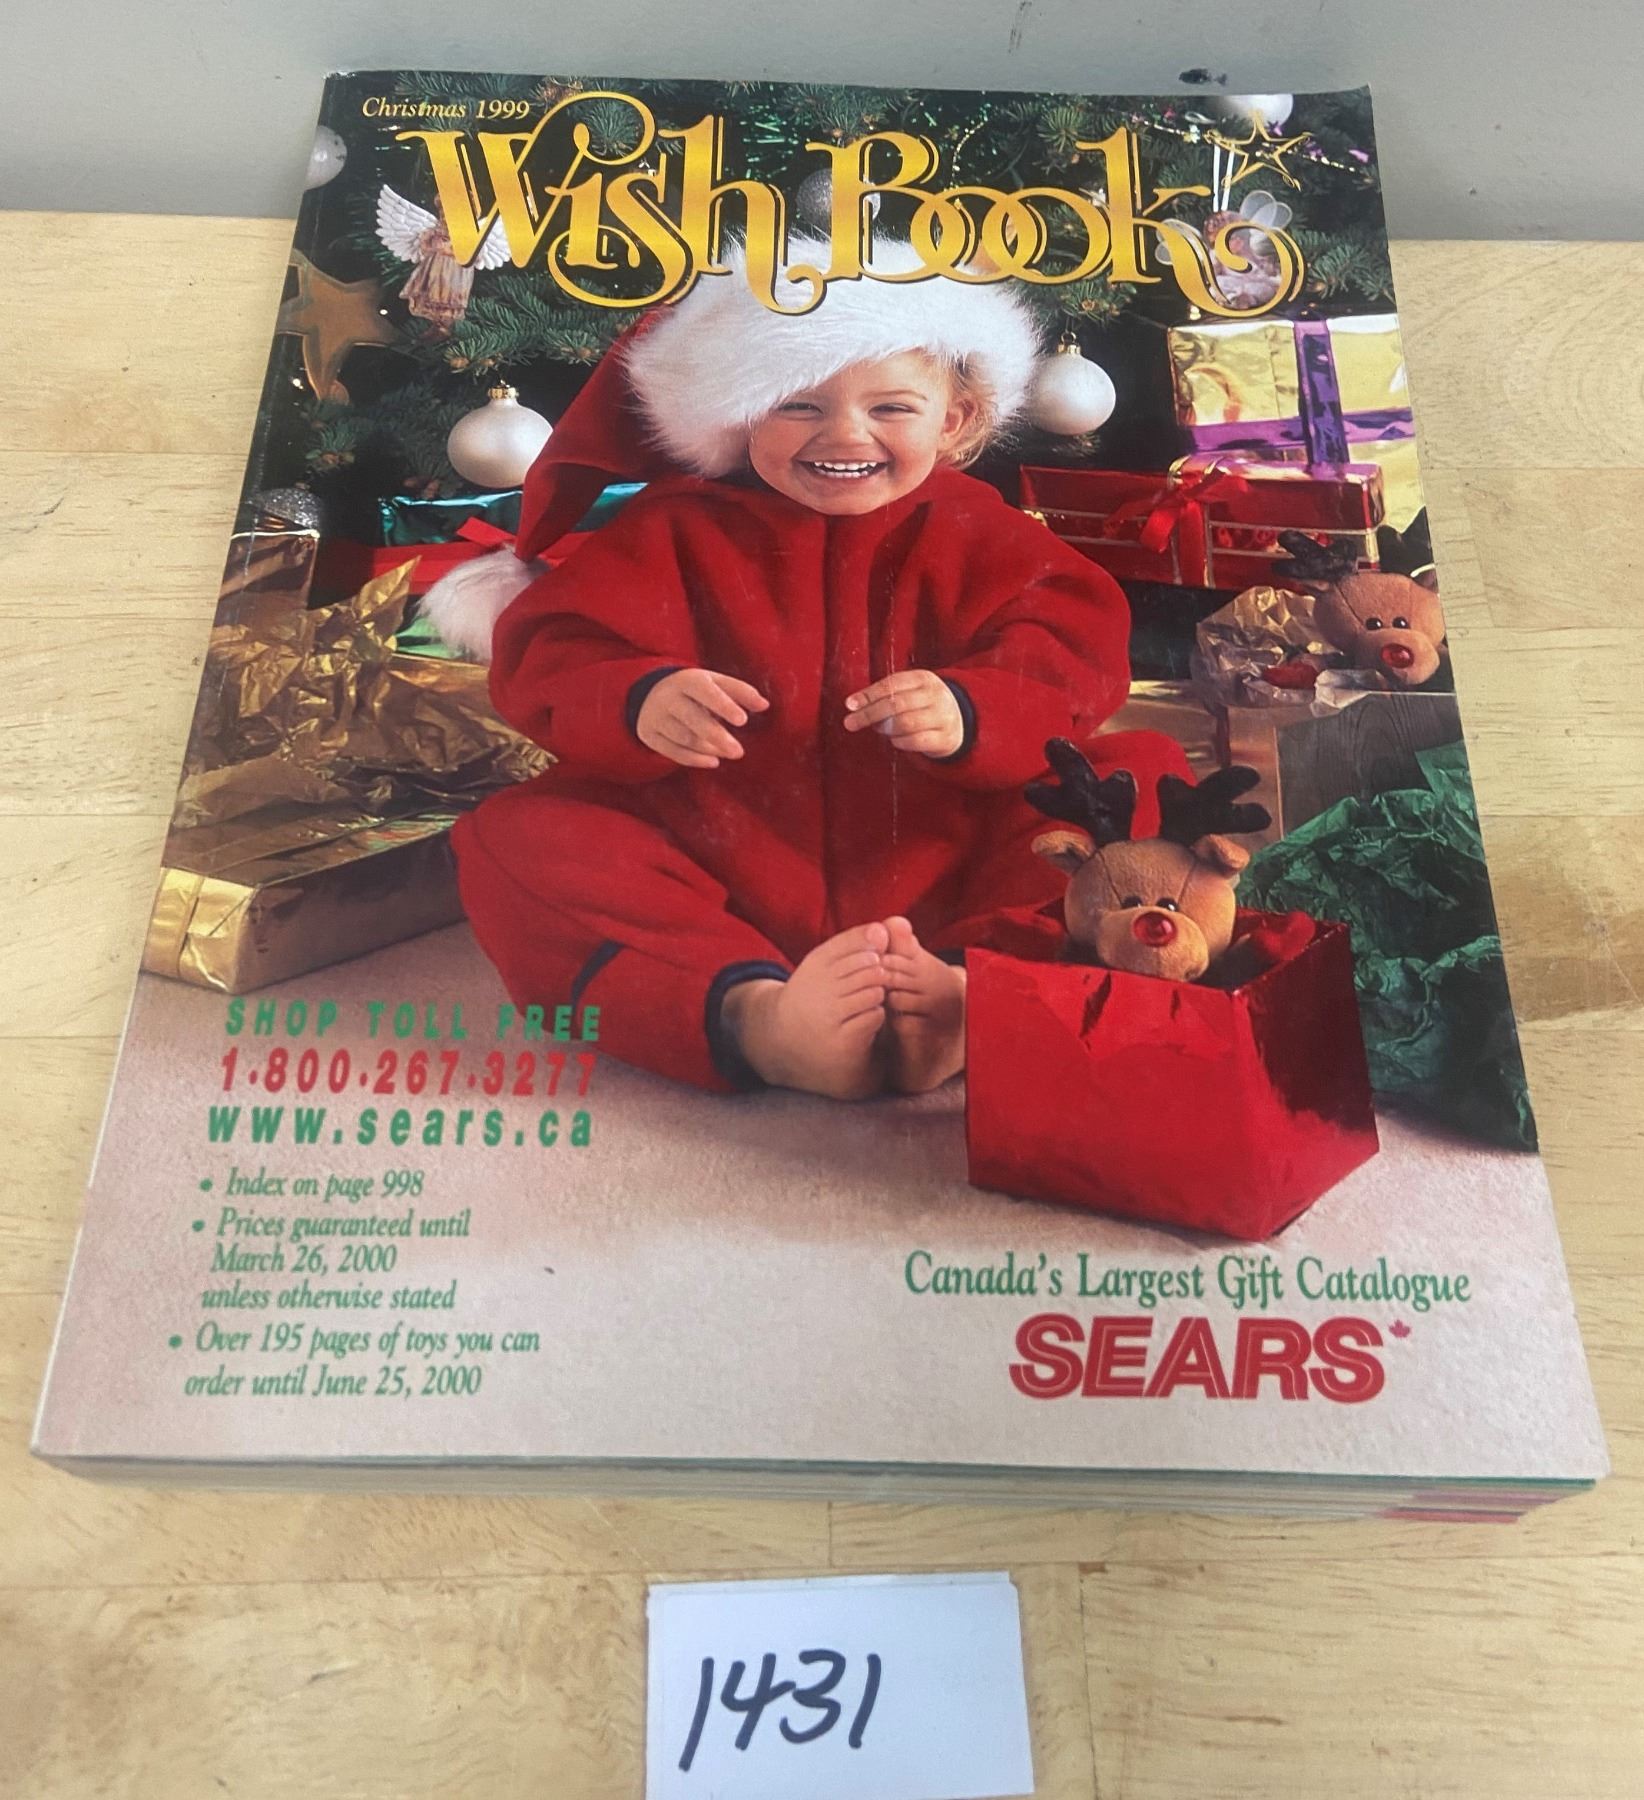 Christmas 1999
Wish Book
SHOP TOLL FREE
1·800·267·3277
www.sears.ca
• Index on page 998
• Prices guaranteed until
March 26, 2000
unless otherwise stated
• Over 195 pages of toys you can
order until June 25, 2000
Canada's Largest Gift Catalogue
SEARS
1431